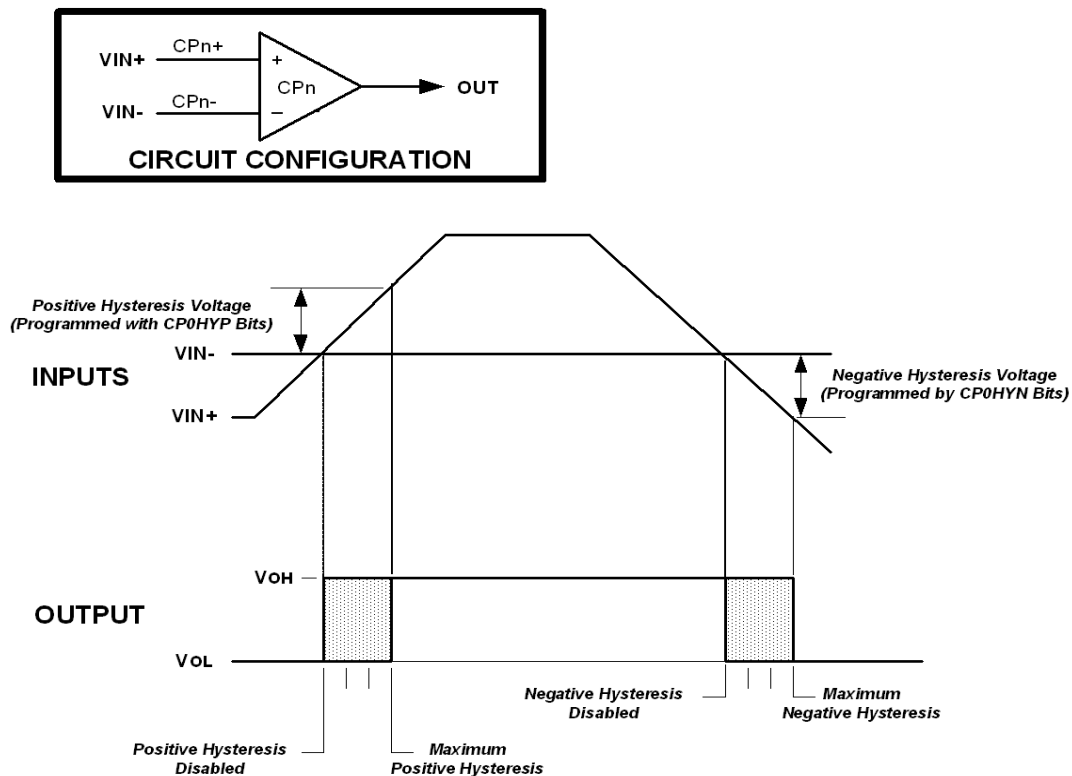 VIN+
CPn+
+
CPn
OUT
VIN-
CPn-
−
CIRCUIT CONFIGURATION
Positive Hysteresis Voltage
(Programmed with CP0HYP Bits)
VIN-
INPUTS
Negative Hysteresis Voltage
(Programmed by CP0HYN Bits)
VIN+
VOH
OUTPUT
VOL
Negative Hysteresis
Disabled
Maximum
Negative Hysteresis
Positive Hysteresis
Disabled
Maximum
Positive Hysteresis